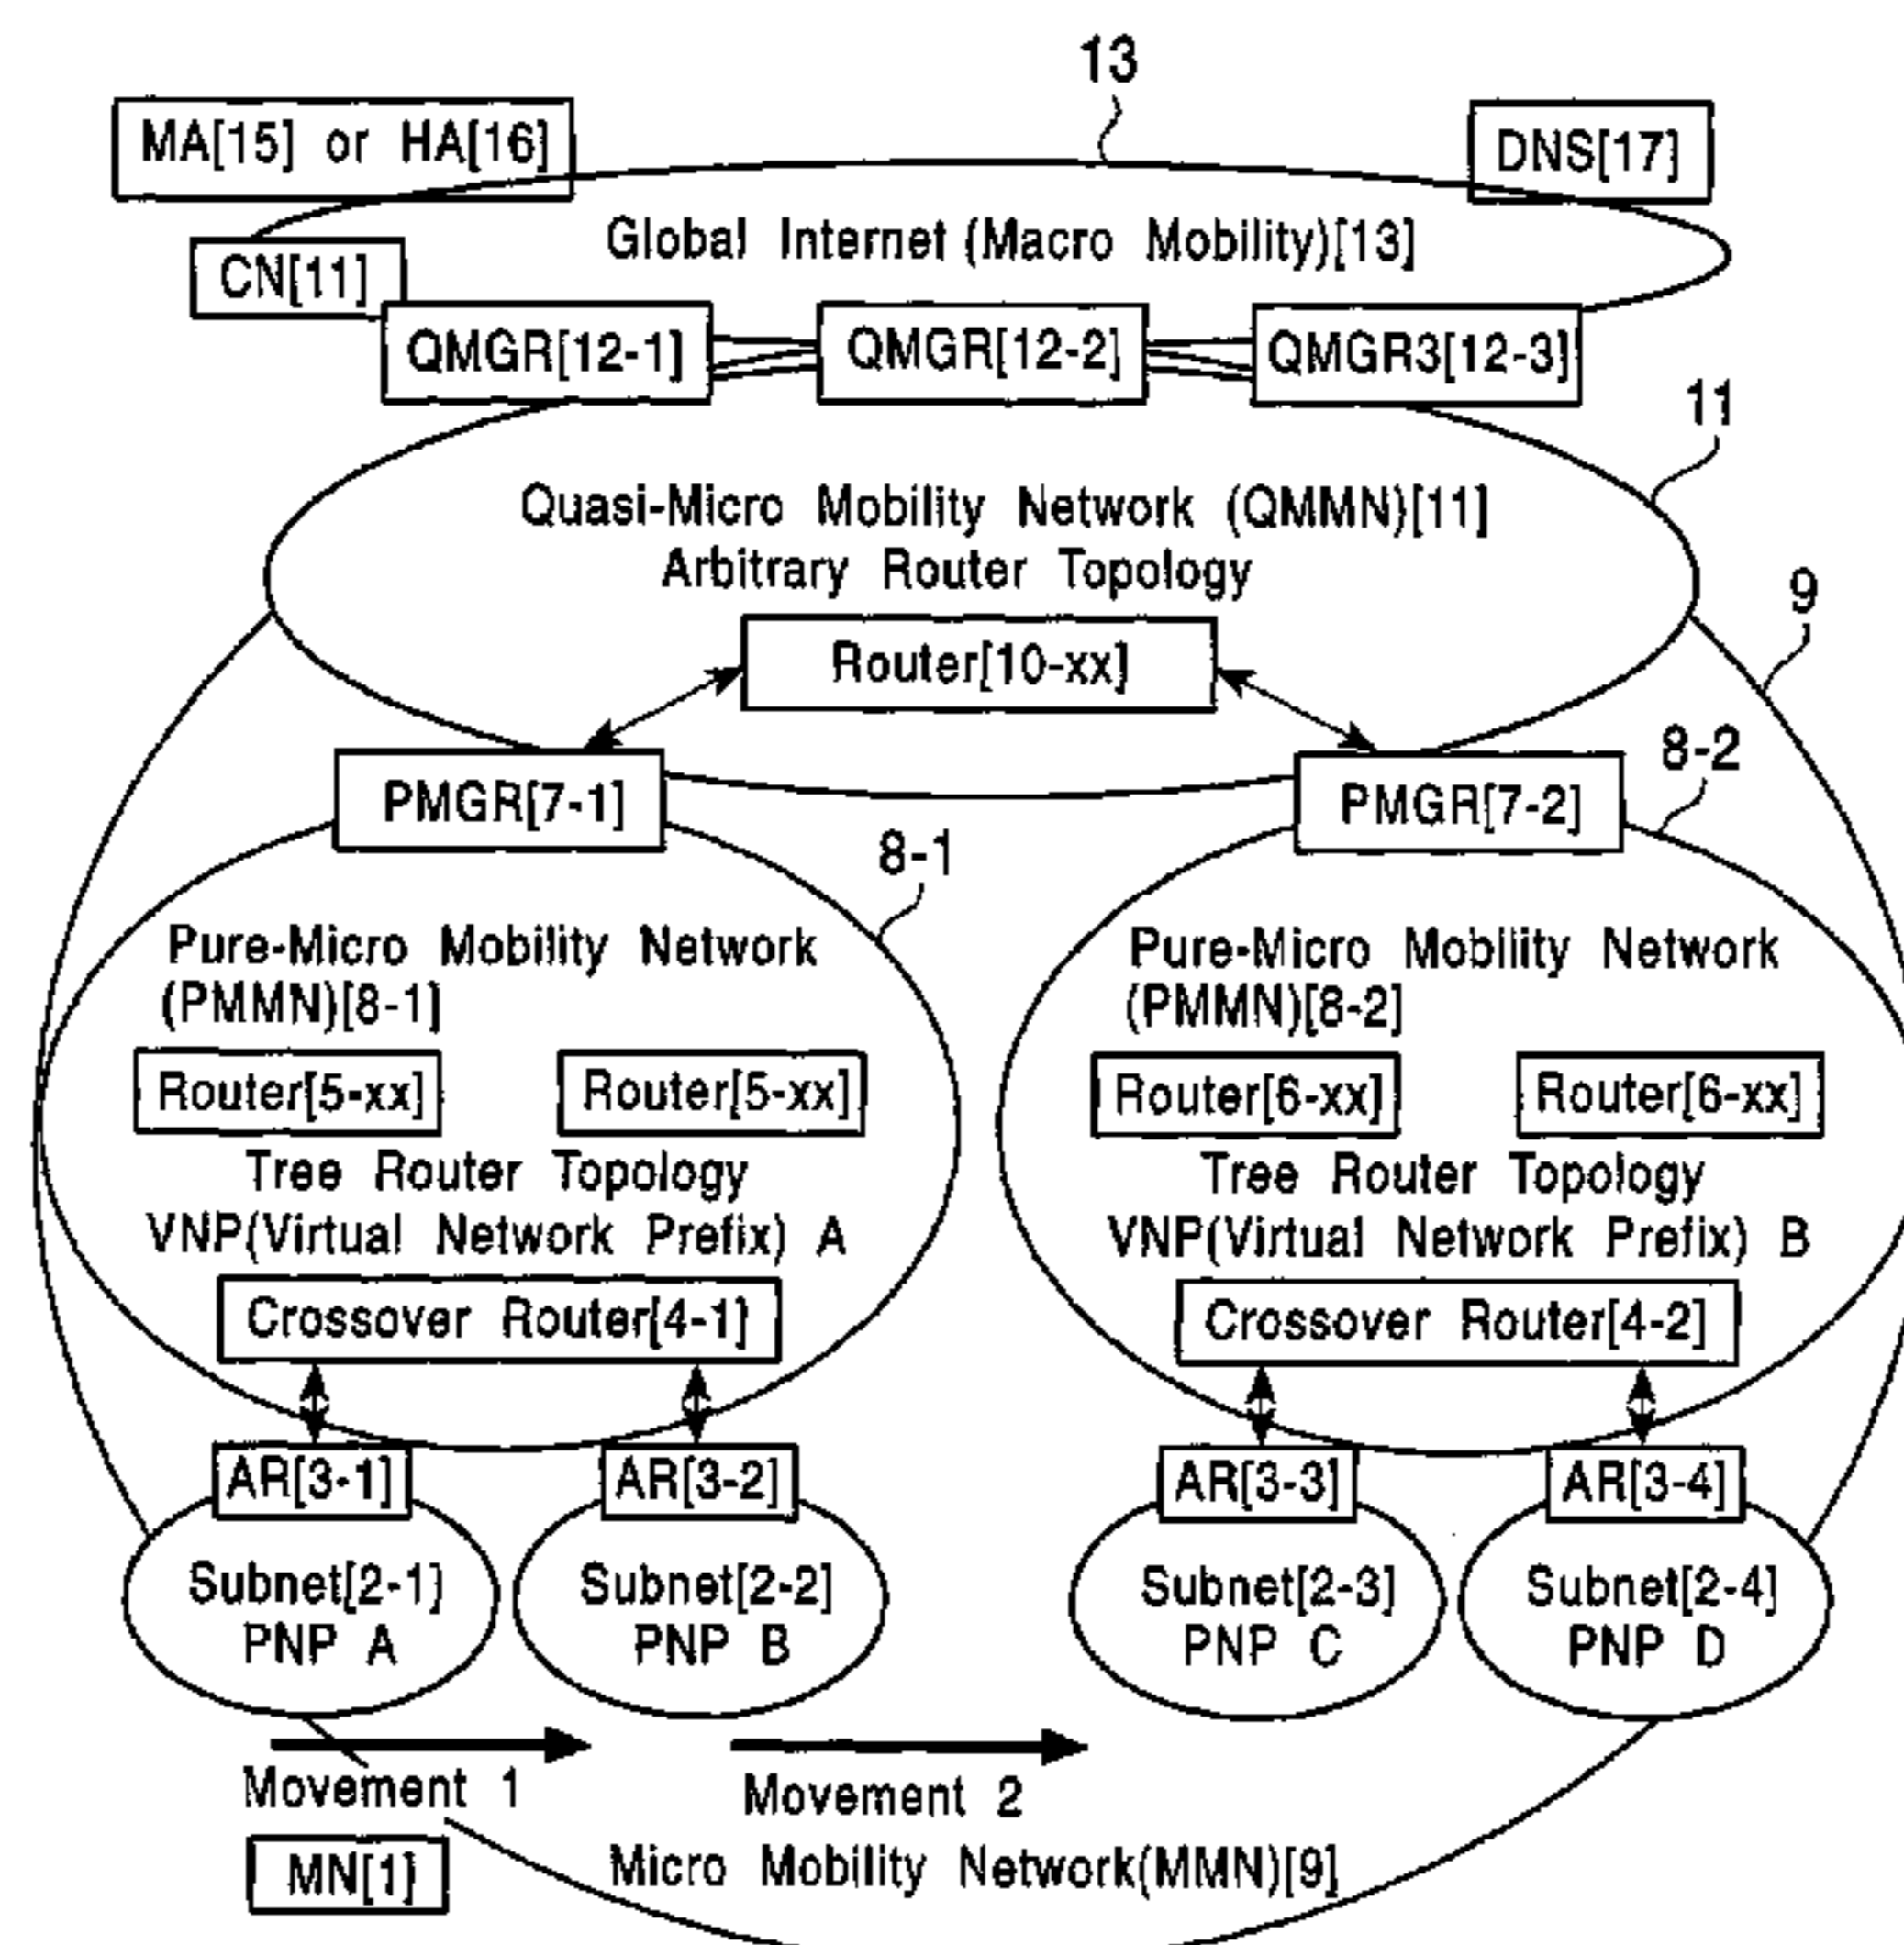 13
MA[15] or HA[16]
DNS[17]
Global Internet (Macro Mobility)[13]
CN[11]
QMGR[12-1]
QMGR[12-2]
QMGR3[12-3]
11
Quasi-Micro Mobility Network (QMMN)[11]
Arbitrary Router Topology
9
Router[10-xx]
8-2
PMGR[7-1]
PMGR[7-2]
8-1
Pure-Micro Mobility Network
(PMMN)[8-1]
Router[5-xx]
Router[5-xx]
Tree Router Topology
VNP(Virtual Network Prefix) A
Crossover Router[4-1]
Pure-Micro Mobility Network
(PMMN)[8-2]
Router[6-xx]
Router[6-xx]
Tree Router Topology
VNP(Virtual Network Prefix) B
Crossover Router[4-2]
AR[3-1]
AR[3-2]
AR[3-3]
AR[3-4]
Subnet[2-1]
PNP A
Subnet[2-2]
PNP B
Subnet[2-3]
PNP C
Subnet[2-4]
PNP D
Movement 1
Movement 2
MN[1]
Micro Mobility Network(MMN)[9]